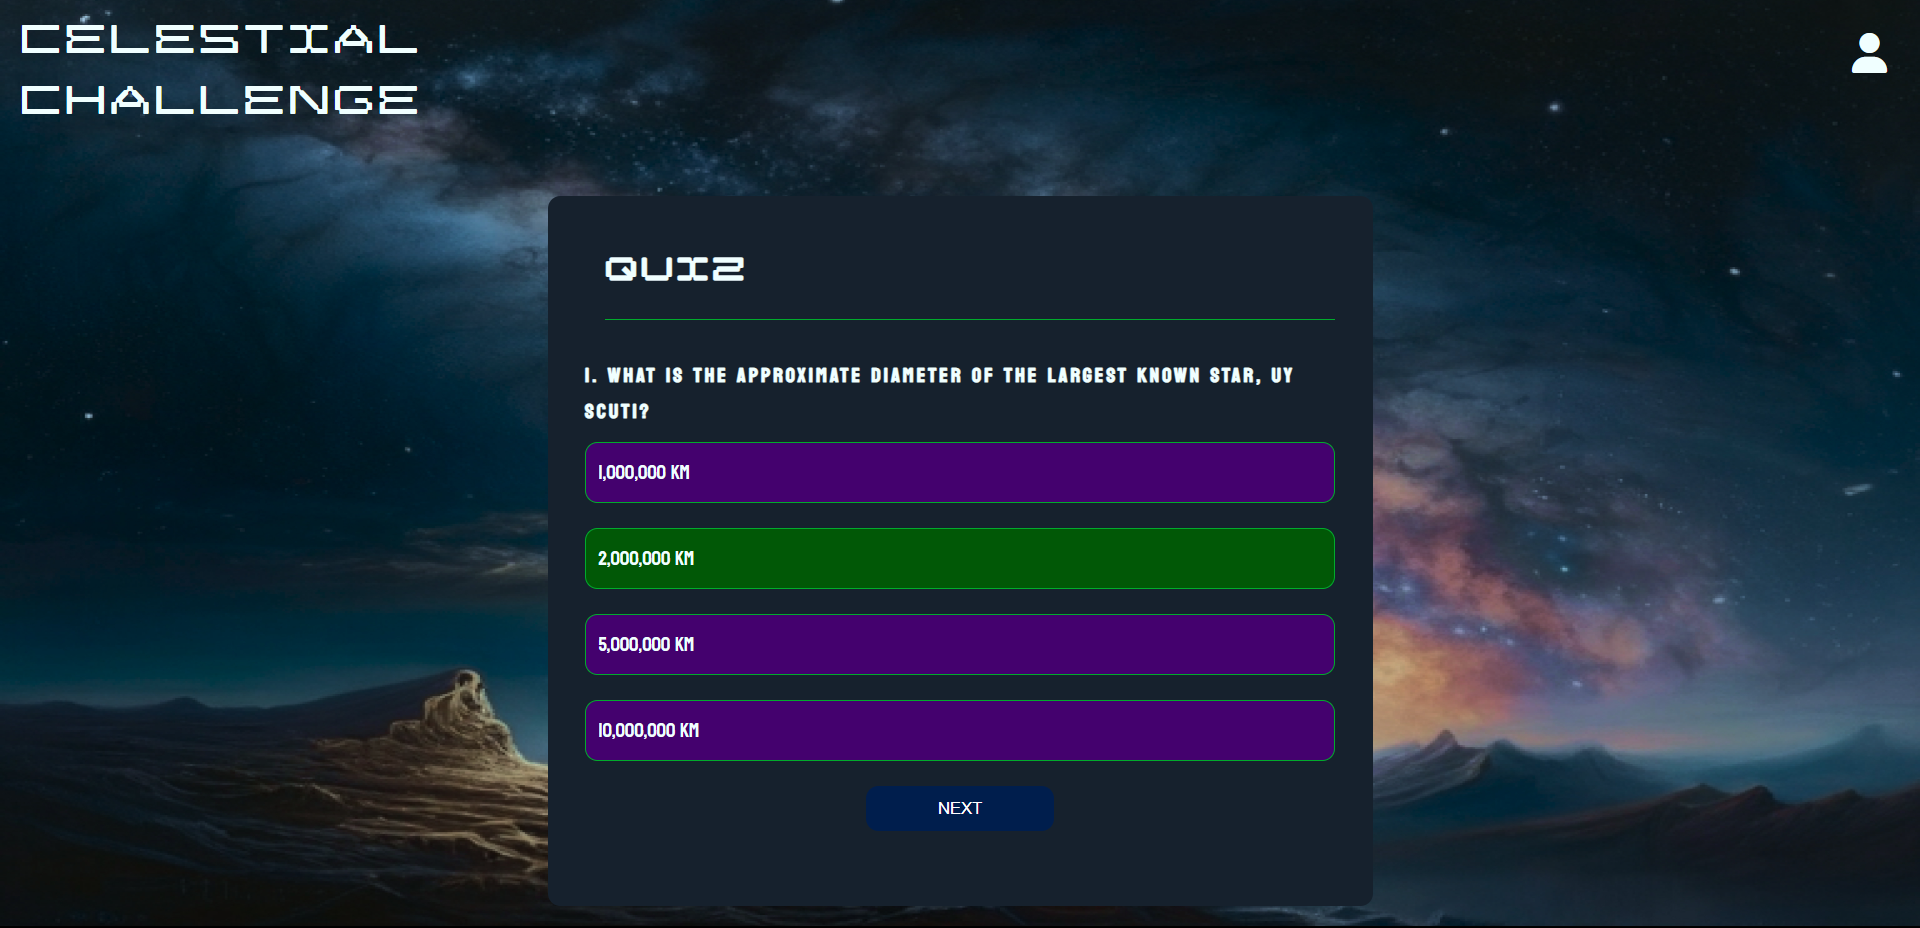 CELESTIAL
CHALLENGE
QUIZ
1. WHAT IS THE APPROXIMATE DIAMETER OF THE LARGEST KNOWN STAR, UY
SCUTI?
1,000,000 KM
2,000,000 KM
5,000,000 KM
10,000,000 KM
NEXT